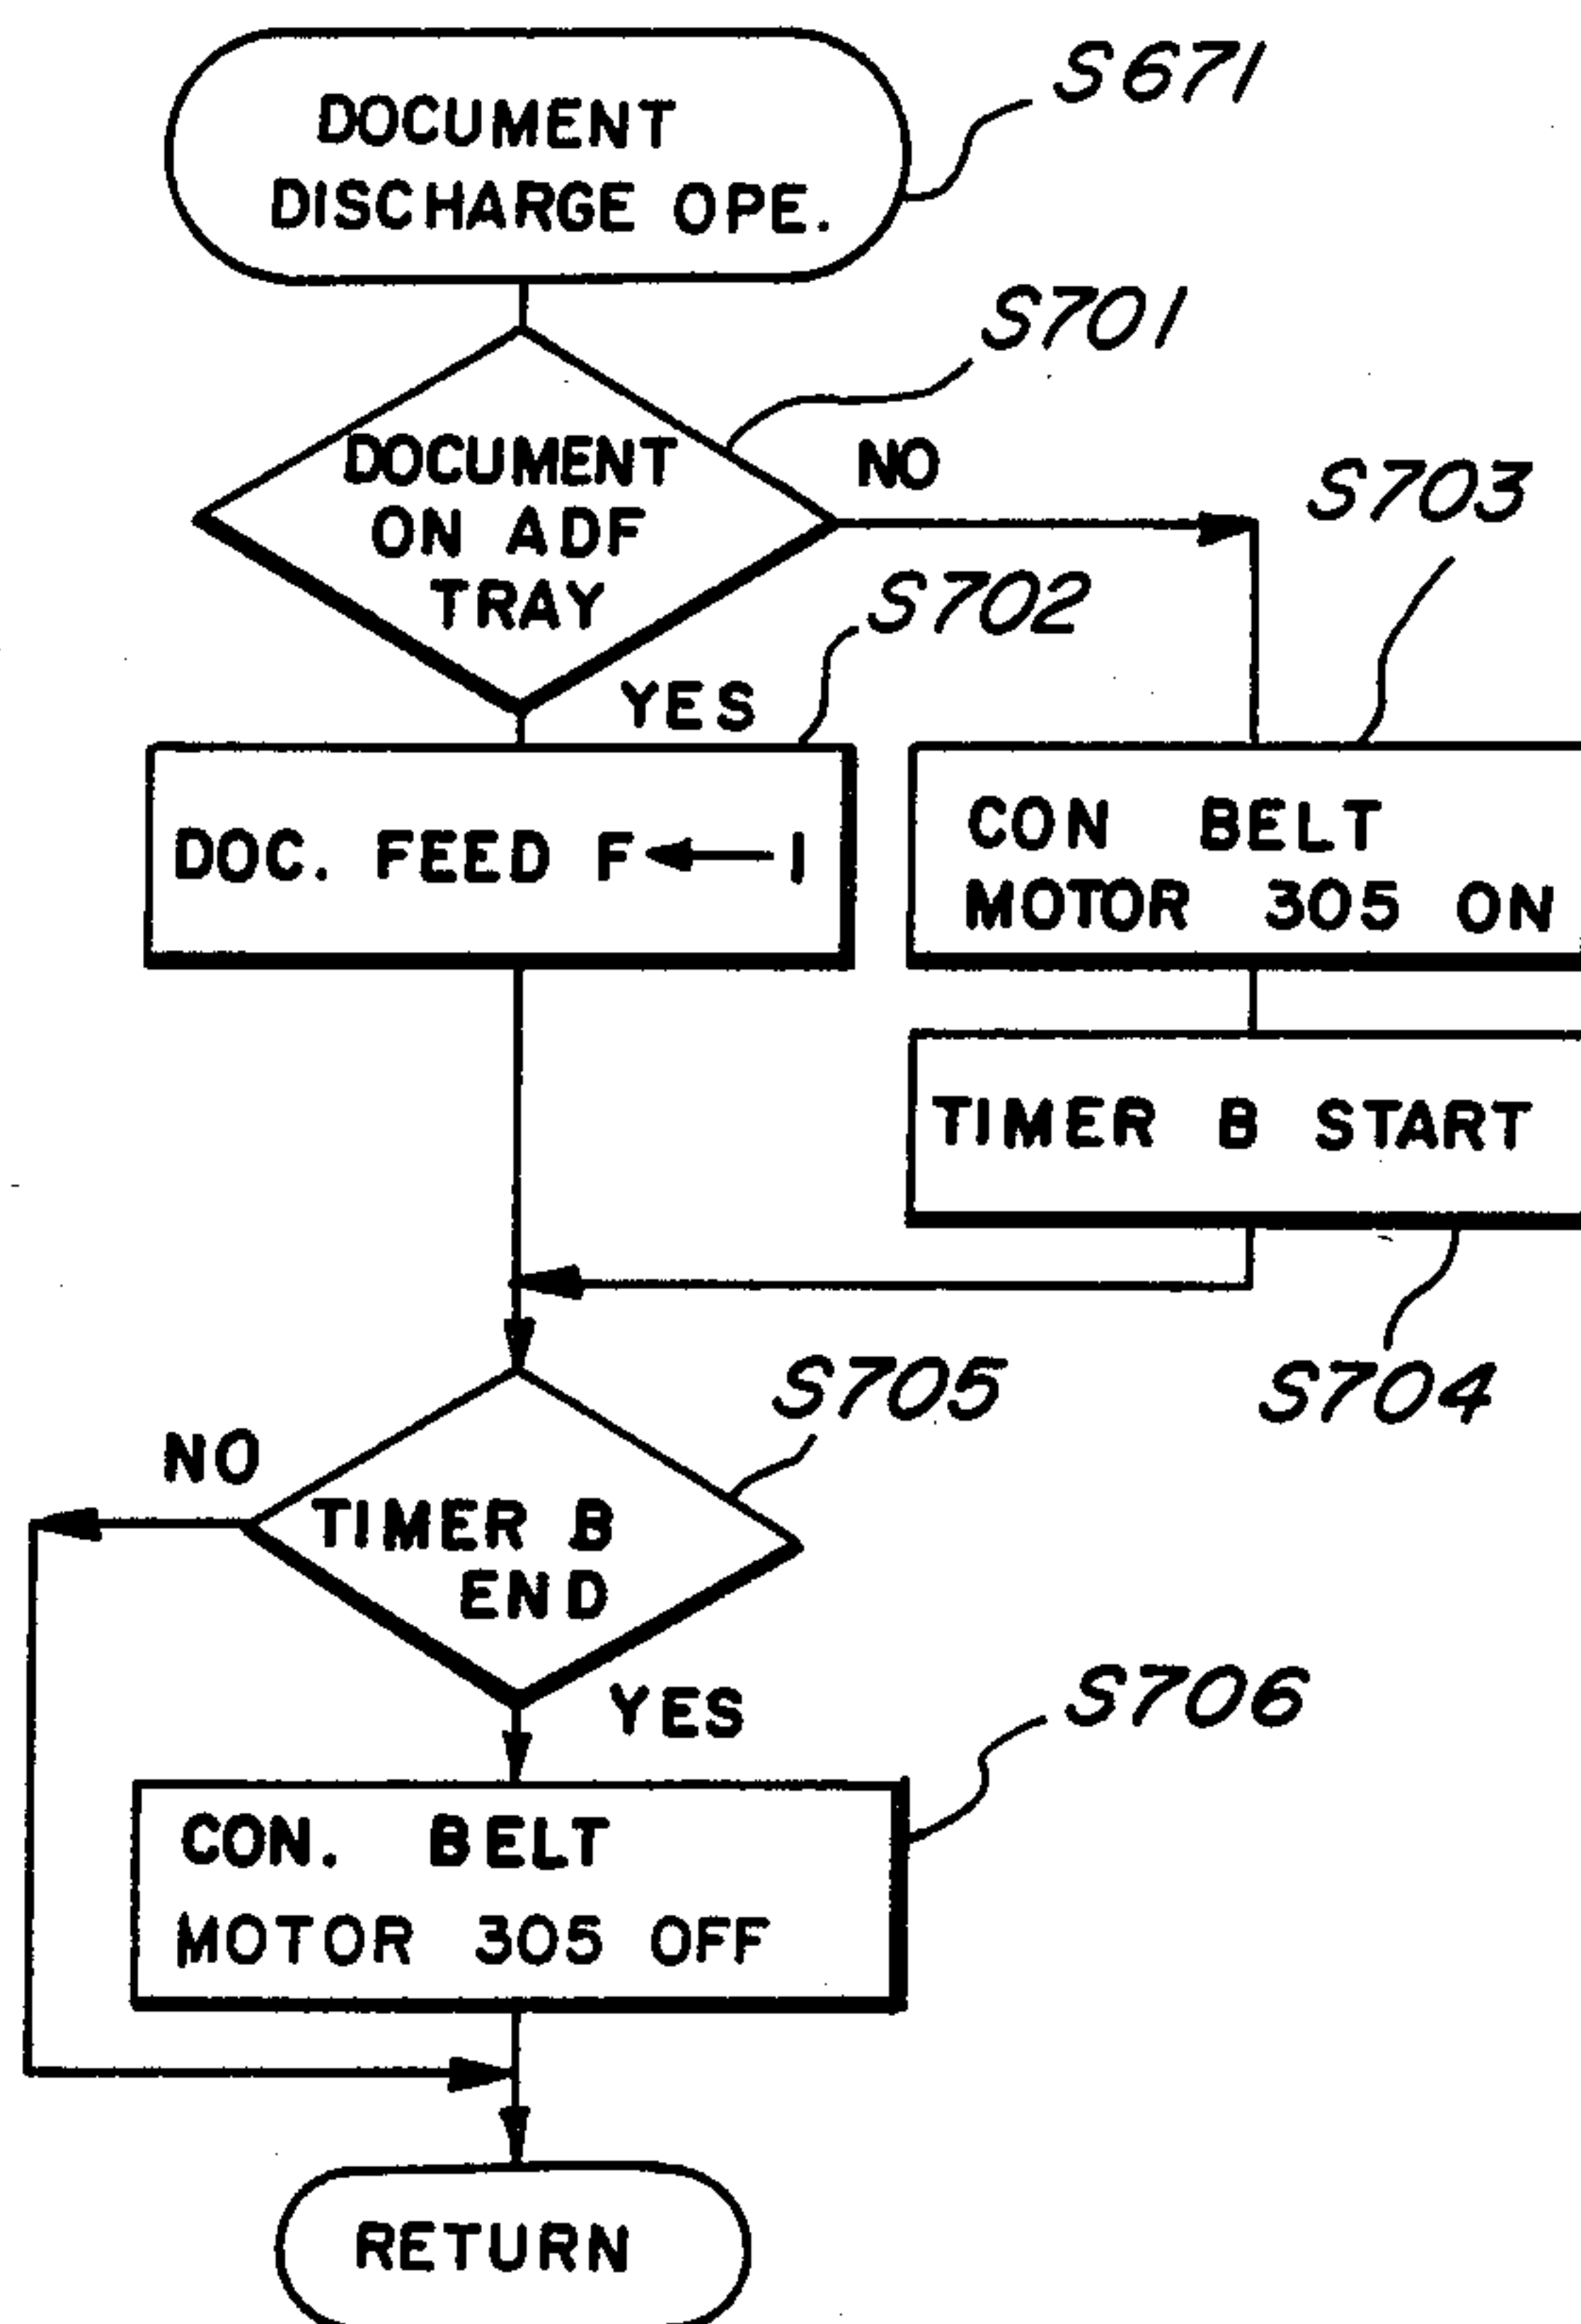 DOCUMENT
DISCHARGE OPE.
S671
S701
DOCUMENT
ON ADF
TRAY
NO
S703
S702
YES
DOC. FEED F ← 1
CON BELT
MOTOR 305 ON
TIMER B START
S704
S705
NO
TIMER B
END
YES
S706
CON. BELT
MOTOR 305 OFF
RETURN